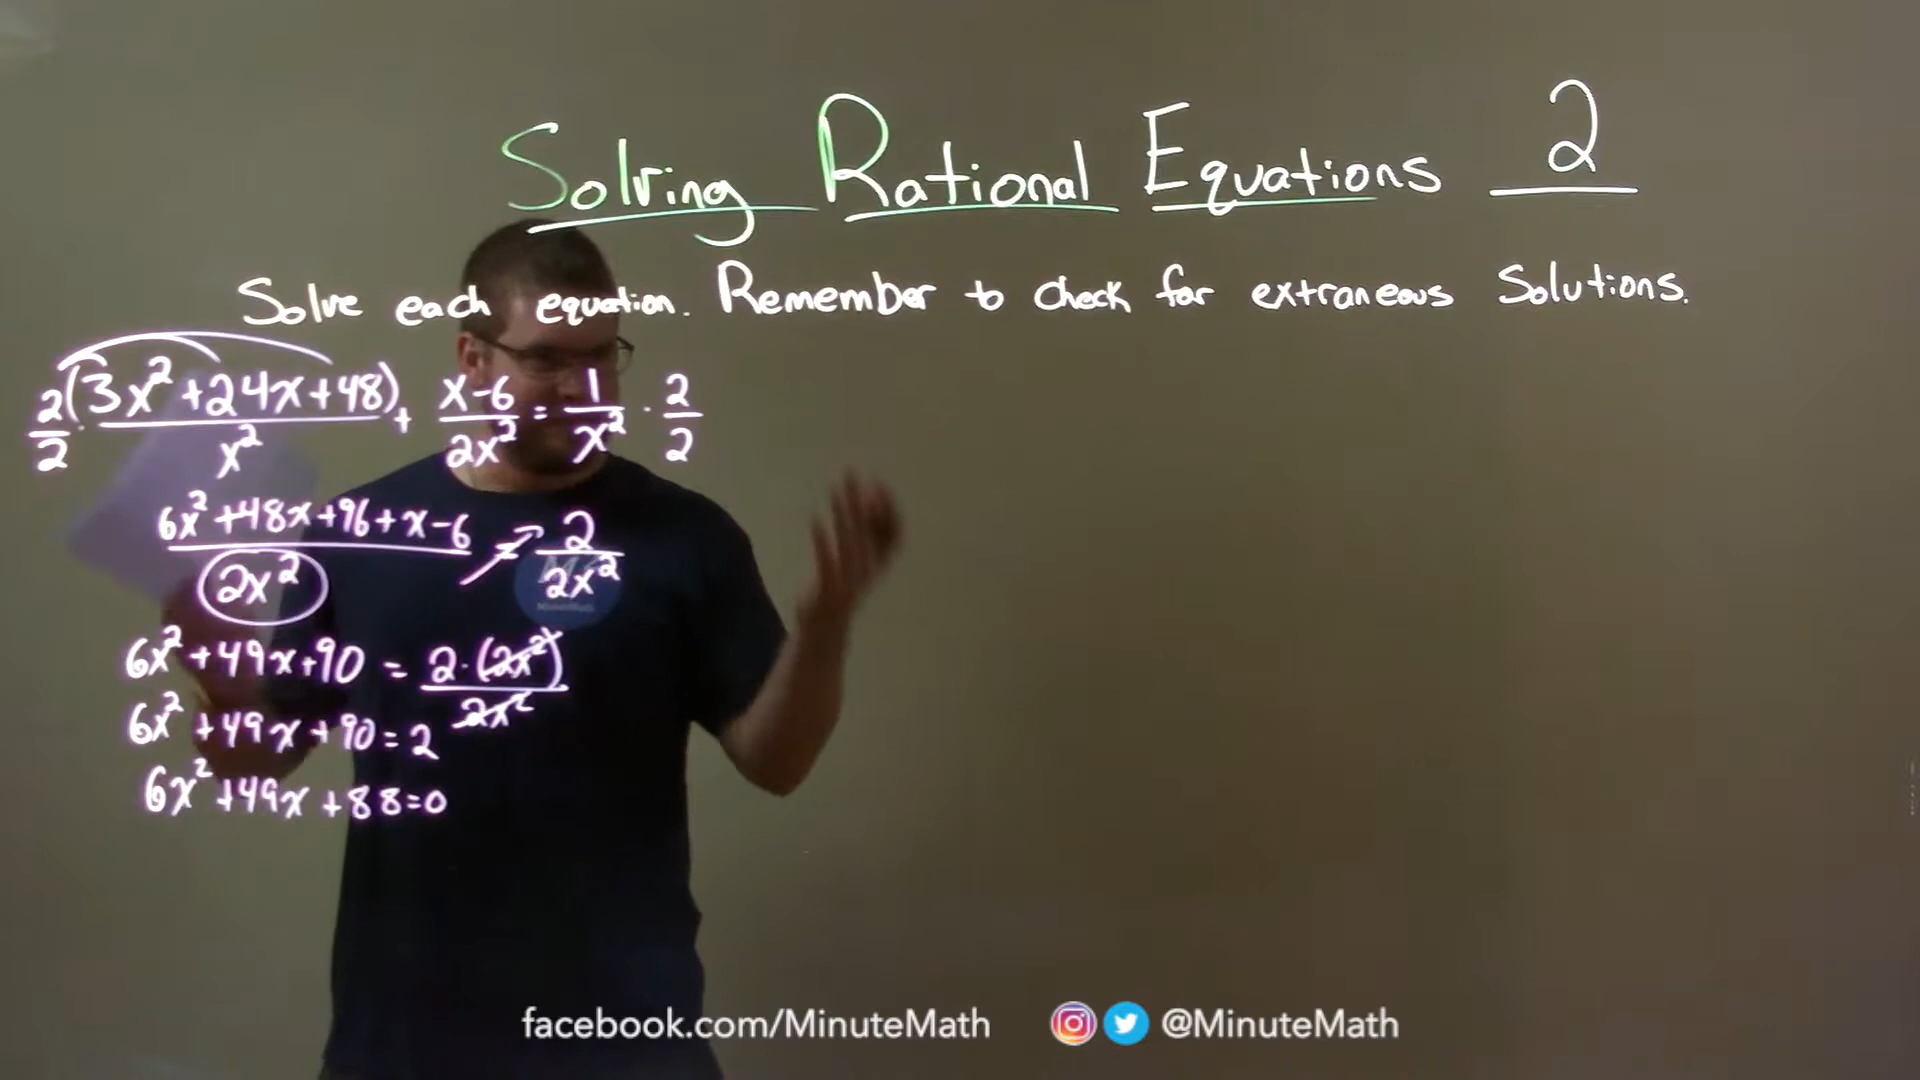 Solving Rational Equations 2
Solve each equation. Remember to check for extraneous Solutions.
2/2 · (3x²+24x+48)/x² + (x-6)/2x² = 1/x² · 2/2
(6x²+48x+96+x-6)/2x² = 2/2x²
6x²+49x+90 = 2·(2x²)/2x²
6x²+49x+90=2
6x²+49x+88=0
MinuteMath
facebook.com/MinuteMath @MinuteMath